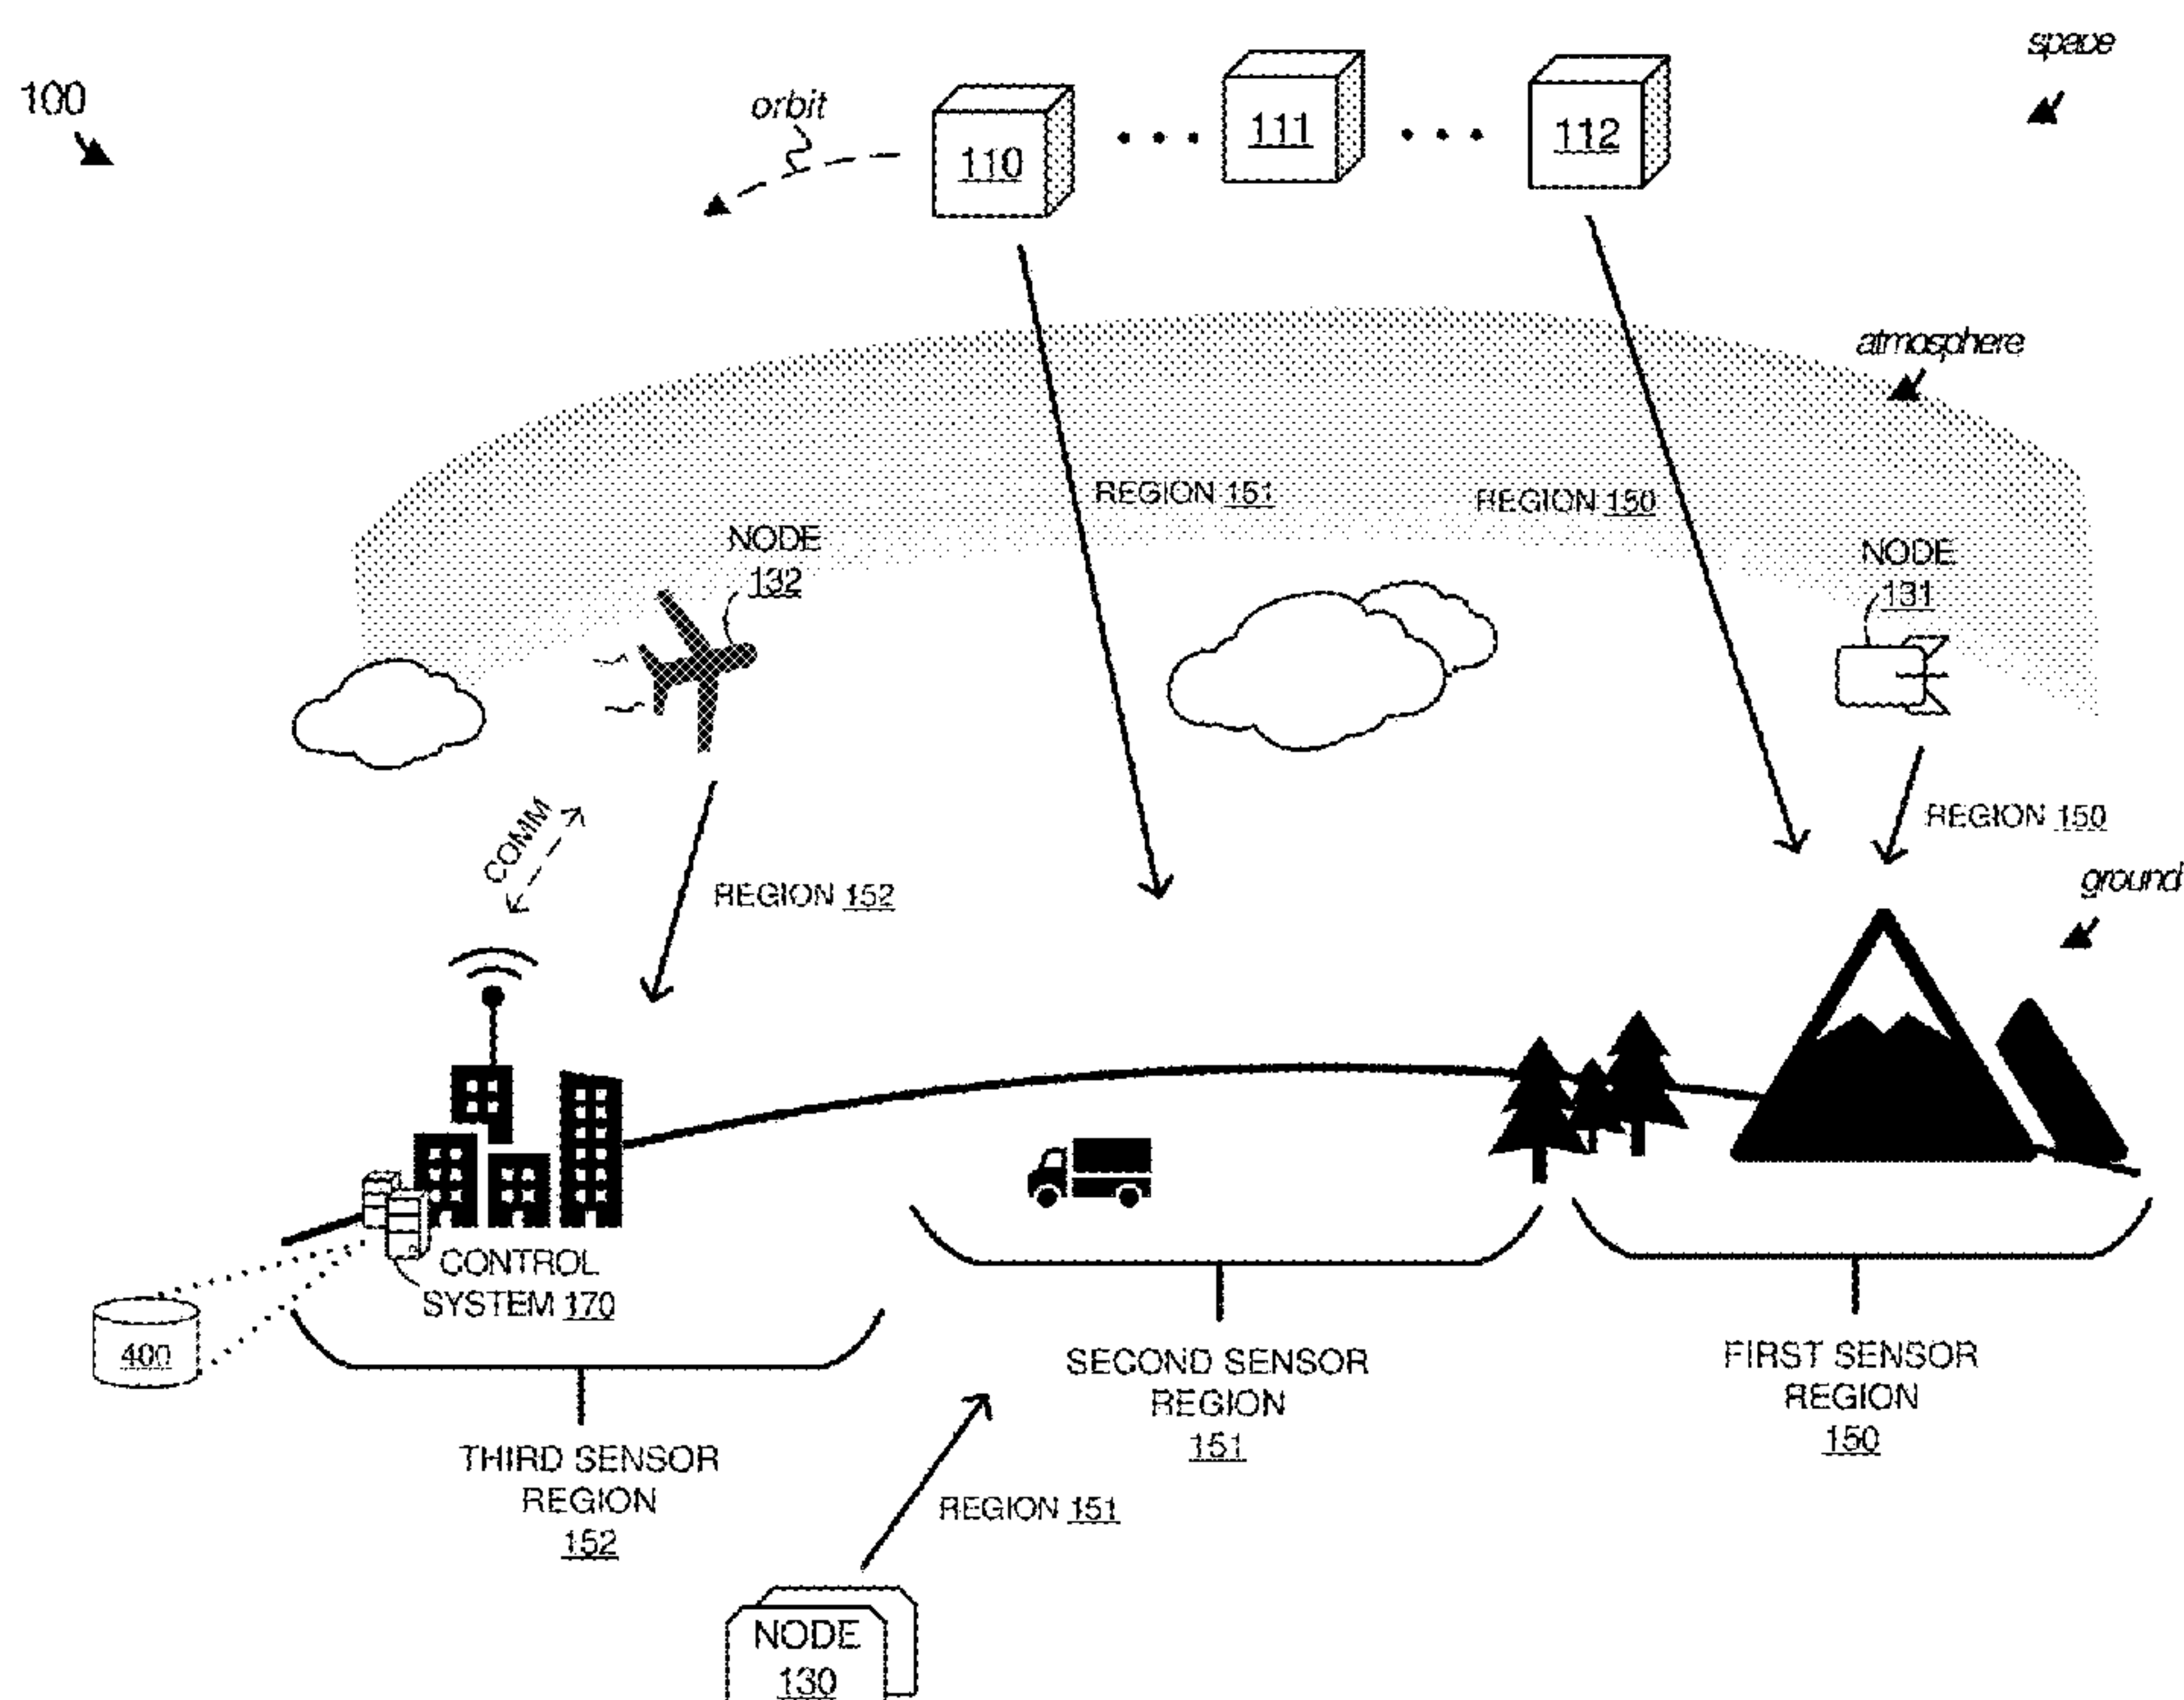 space
100
orbit
110
111
112
atmosphere
REGION 151
REGION 150
NODE
132
NODE
131
COMM
REGION 152
REGION 150
ground
CONTROL
SYSTEM 170
400
SECOND SENSOR
REGION
151
FIRST SENSOR
REGION
150
THIRD SENSOR
REGION
152
REGION 151
NODE
130